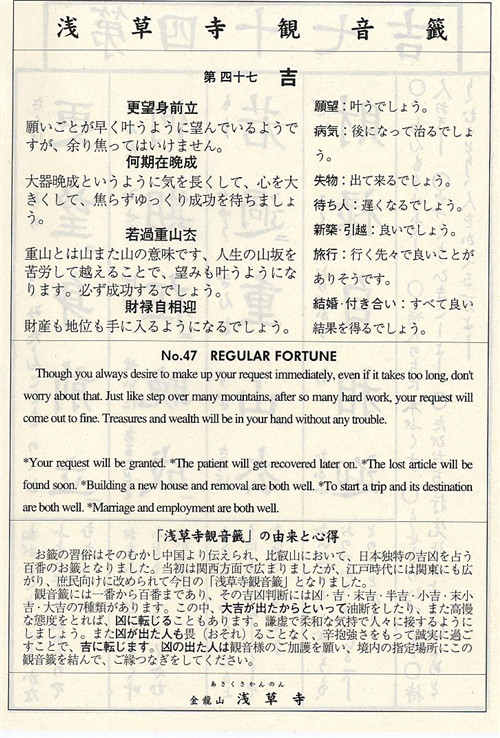 浅草寺観音籤
第四十七 吉
更望身前立
願いごとが早く叶うように望んでいるようで
すが、余り焦ってはいけません。
何期在晩成
大器晩成というように気を長くして、心を大
きくして、焦らずゆっくり成功を待ちましょ
う。
若過重山去
重山とは山また山の意味です、人生の山坂を
苦労して越えることで、望みも叶うようにな
ります。必ず成功するでしょう。
財禄自相迎
財産も地位も手に入るようになるでしょう。
願望：叶うでしょう。
病気：後になって治るでしょ
う。
失物：出て来るでしょう。
待ち人：遅くなるでしょう。
新築・引越：良いでしょう。
旅行：行く先々で良いことが
ありそうです。
結婚・付き合い：すべて良い
結果を得るでしょう。
No.47 REGULAR FORTUNE
Though you always desire to make up your request immediately, even if it takes too long, don't
worry about that. Just like step over many mountains, after so many hard work, your request will
come out to fine. Treasures and wealth will be in your hand without any trouble.
*Your request will be granted. *The patient will get recovered later on. *The lost article will be
found soon. *Building a new house and removal are both well. *To start a trip and its destination
are both well. *Marriage and employment are both well.
「浅草寺観音籤」の由来と心得
お籤の習俗はそのむかし中国より伝えられ、比叡山において、日本独特の吉凶を占う
百番のお籤となりました。当初は関西方面で広まりましたが、江戸時代には関東にも広
がり、庶民向けに改められて今日の「浅草寺観音籤」となりました。
観音籤には一番から百番まであり、その吉凶判断には凶・吉・末吉・半吉・小吉・末小
吉・大吉の7種類があります。この中、大吉が出たからといって油断をしたり、また高慢
な態度をとれば、凶に転じることもあります。謙虚で柔和な気持で人々に接するように
しましょう。また凶が出た人も畏（おそれ）ることなく、辛抱強さをもって誠実に過ご
すことで、吉に転じます。凶の出た人は観音様のご加護を願い、境内の指定場所にこの
観音籤を結んで、ご縁つなぎをしてください。
あさくさかんのん
金龍山 浅草寺